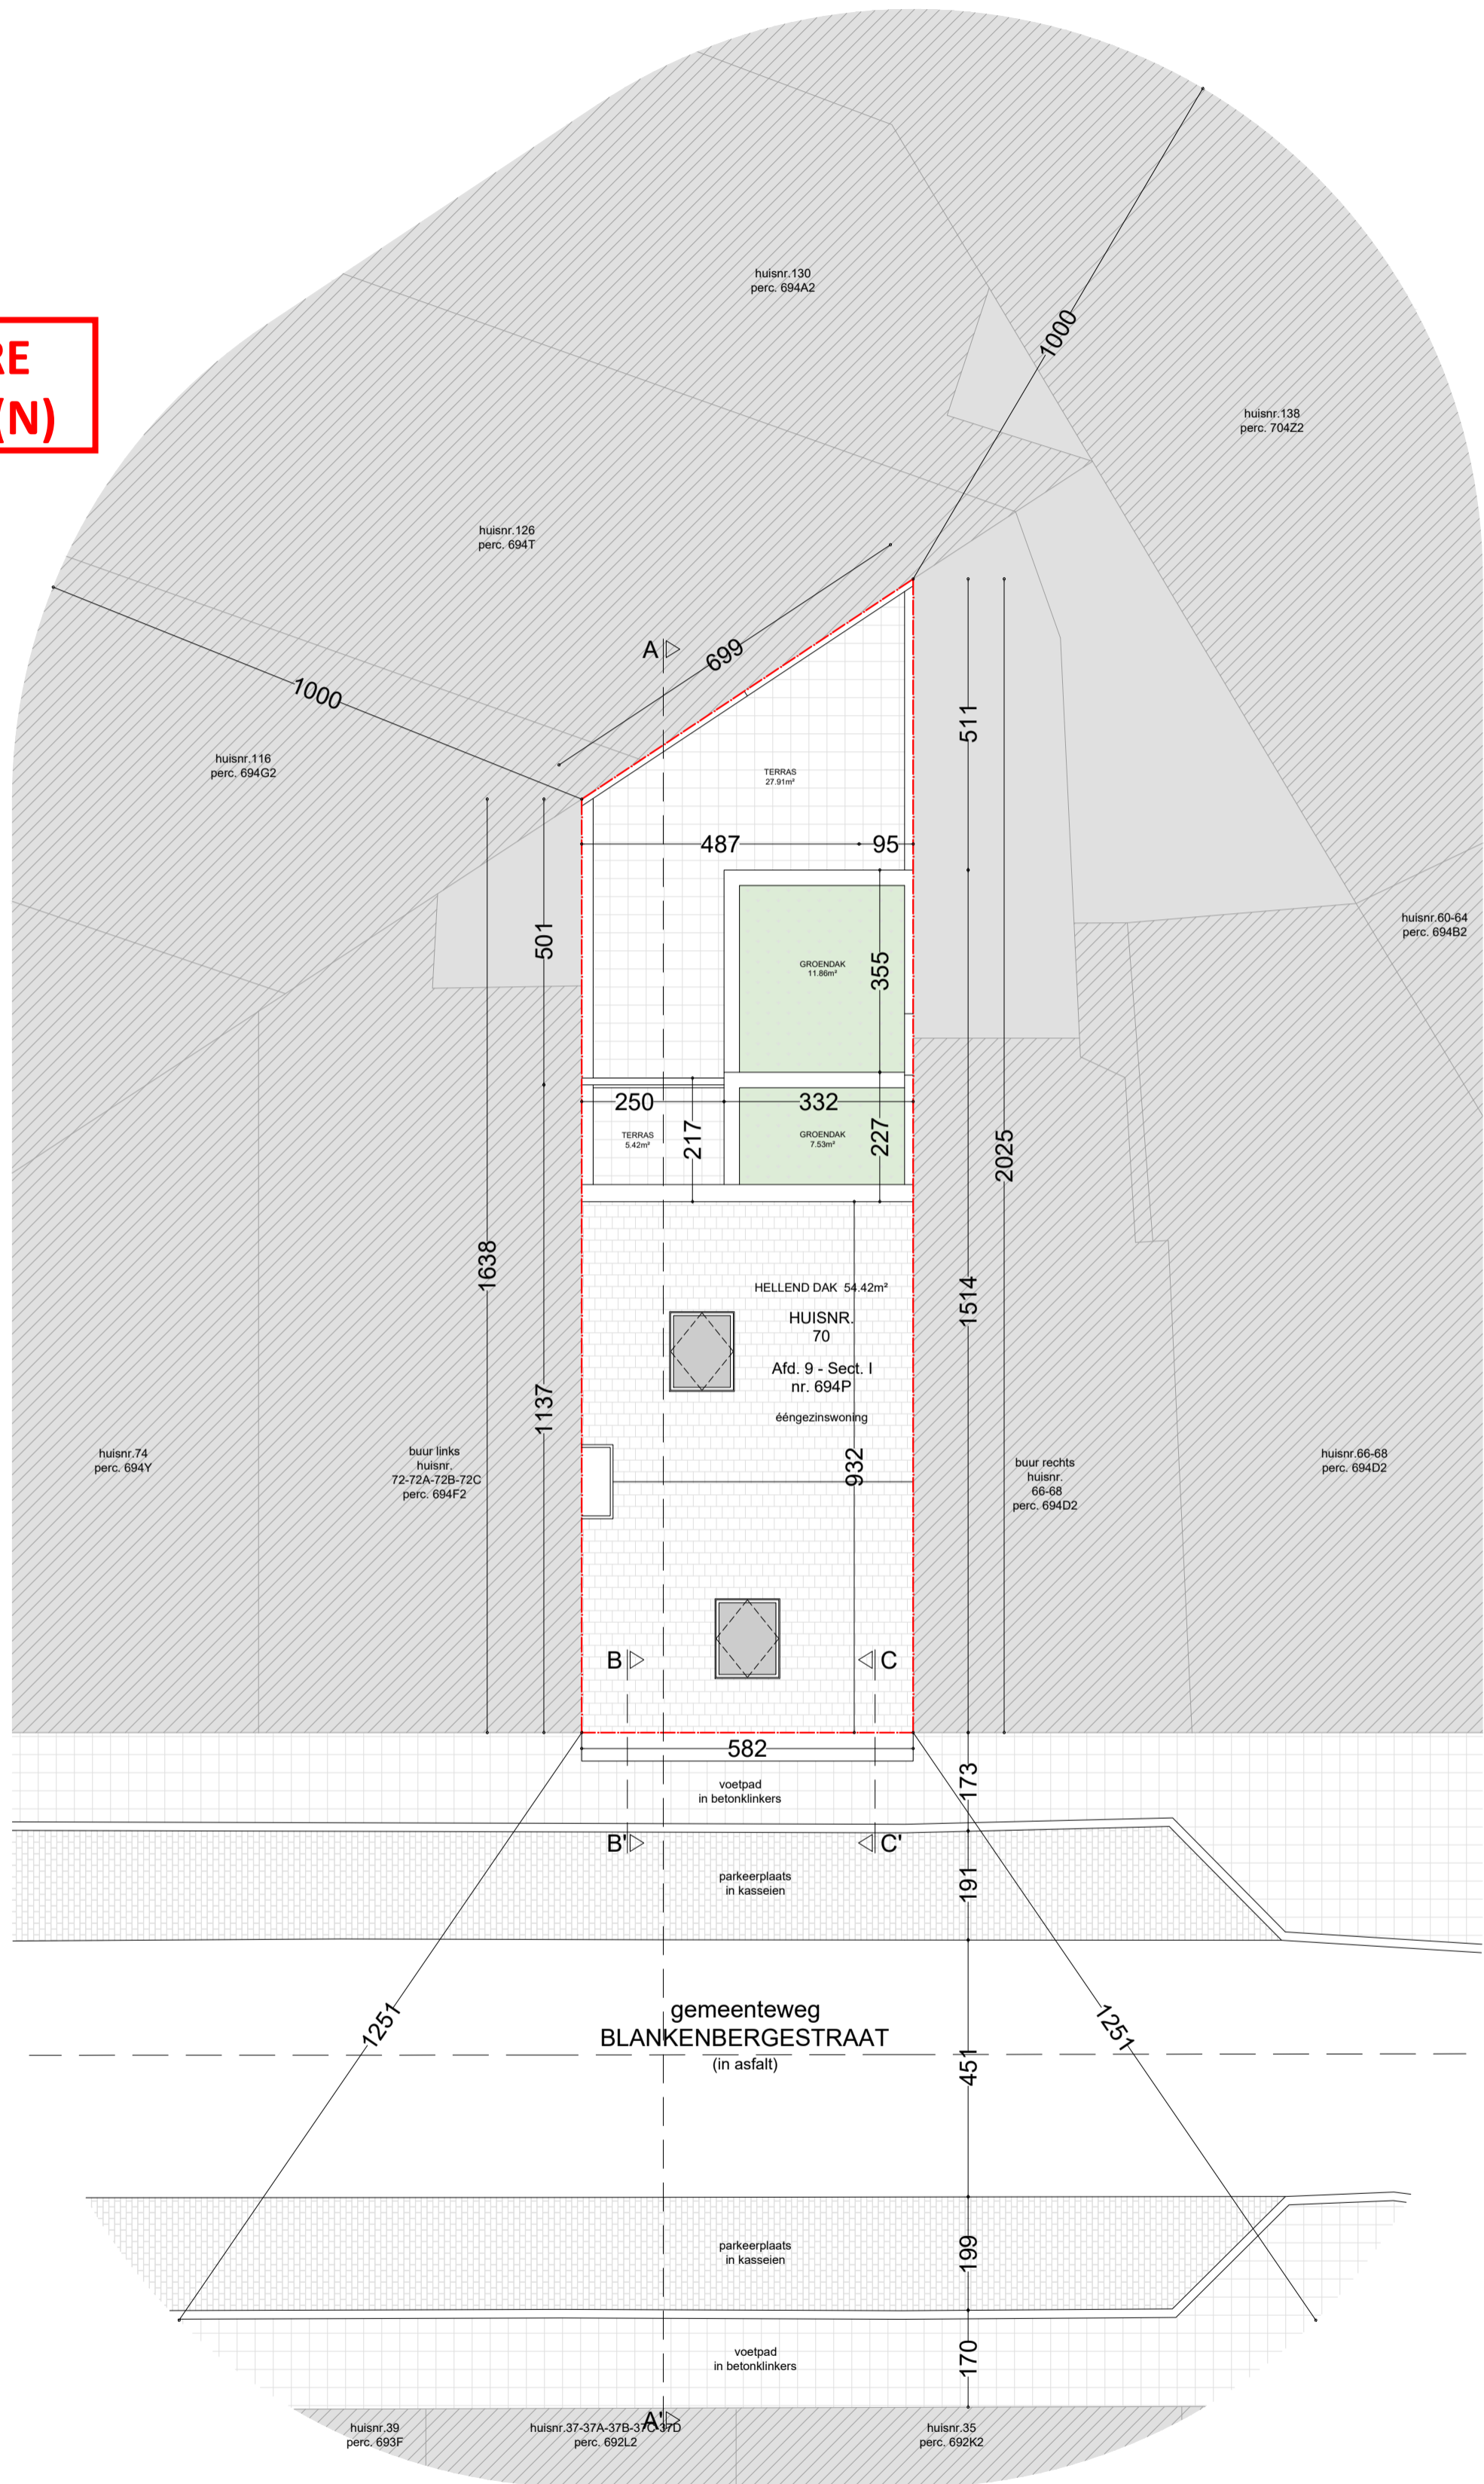 RE
(N)
huisnr.130
perc. 694A2
1000
huisnr.138
perc. 704Z2
huisnr.126
perc. 694T
A
699
1000
511
huisnr.116
perc. 694G2
TERRAS
27.91m²
487
95
huisnr.60-64
perc. 694B2
501
GROENDAK
11.86m²
355
250
332
TERRAS
5.42m²
217
GROENDAK
7.53m²
227
2025
1638
HELLEND DAK 54.42m²
1514
HUISNR.
70
Afd. 9 - Sect. I
nr. 694P
1137
ééngezinswoning
932
huisnr.74
perc. 694Y
buur links
huisnr.
72-72A-72B-72C
perc. 694F2
buur rechts
huisnr.
66-68
perc. 694D2
huisnr.66-68
perc. 694D2
B
C
582
173
voetpad
in betonklinkers
B'
C'
parkeerplaats
in kasseien
191
gemeenteweg
BLANKENBERGESTRAAT
(in asfalt)
1251
1251
451
parkeerplaats
in kasseien
199
voetpad
in betonklinkers
170
A'
huisnr.39
perc. 693F
huisnr.37-37A-37B-37C-37D
perc. 692L2
huisnr.35
perc. 692K2